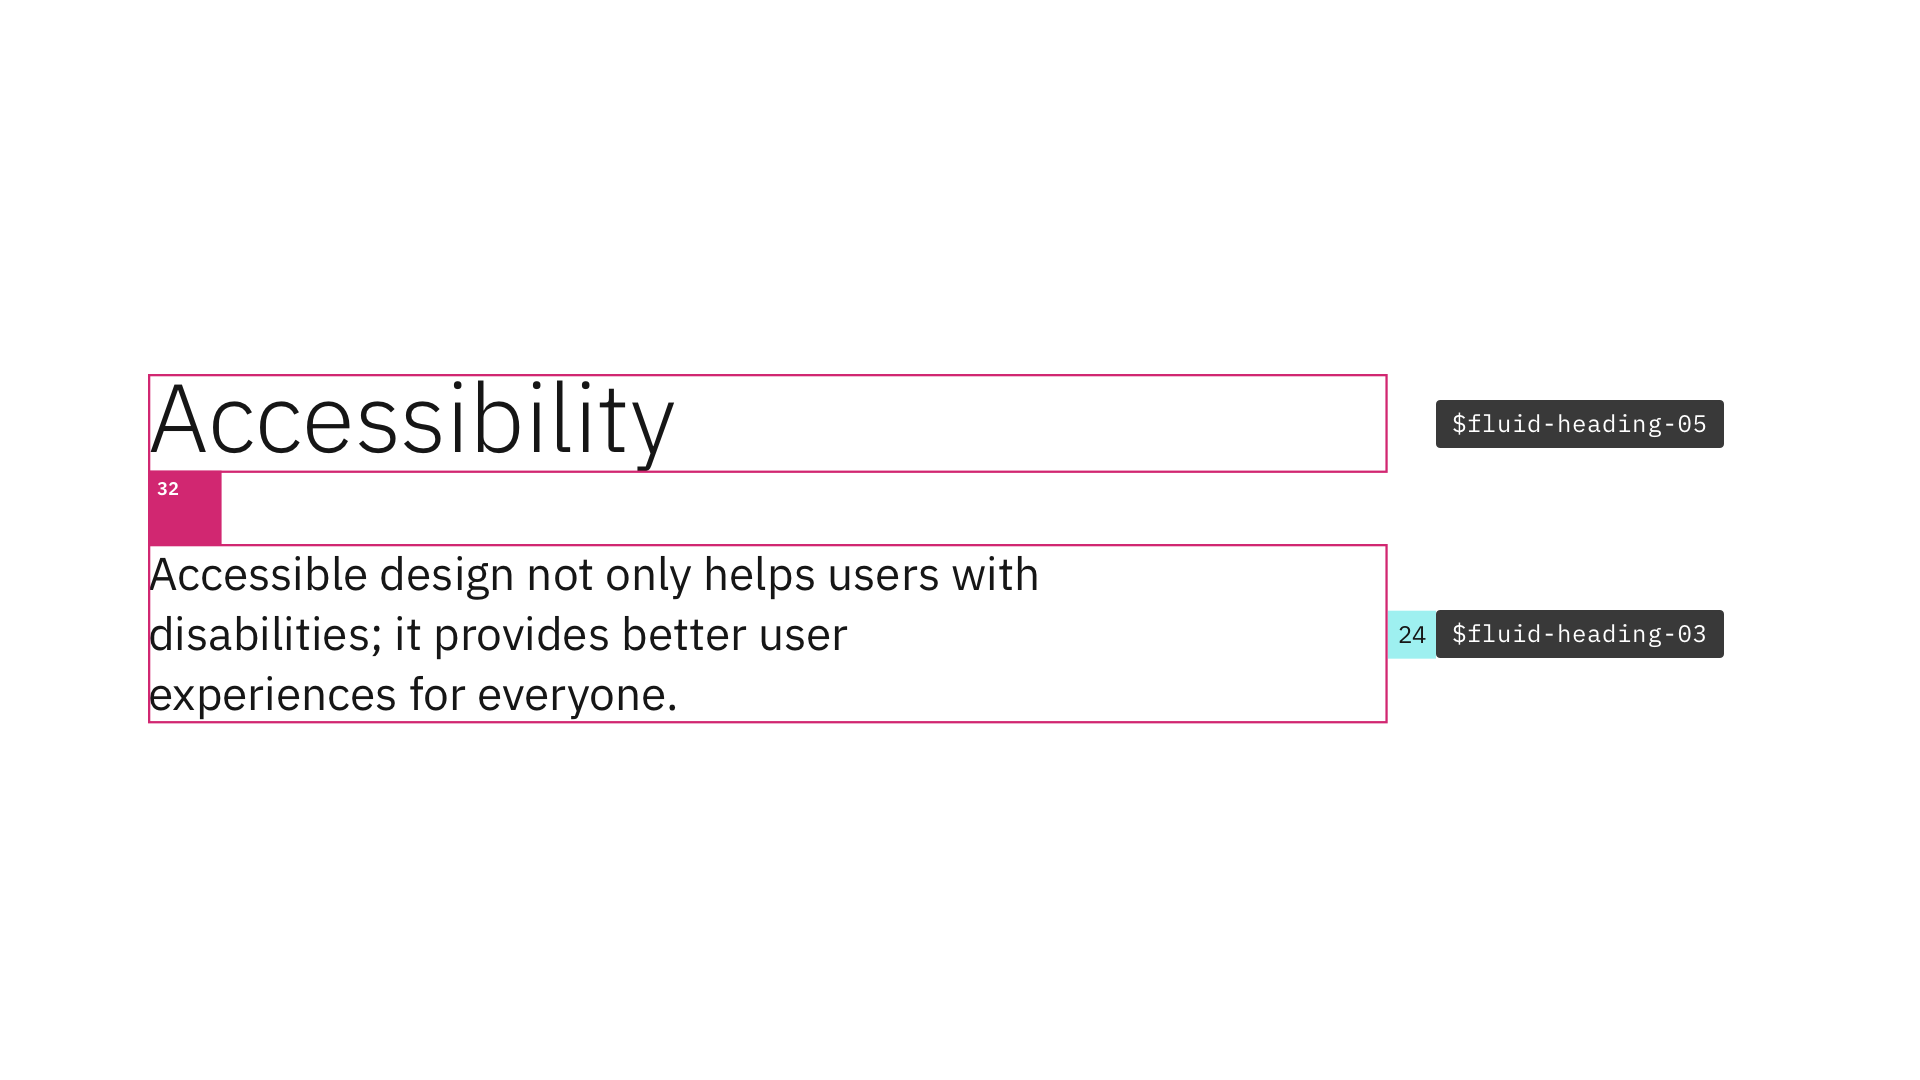 Accessibility
$fluid-heading-05
32
Accessible design not only helps users with
disabilities; it provides better user
experiences for everyone.
24
$fluid-heading-03